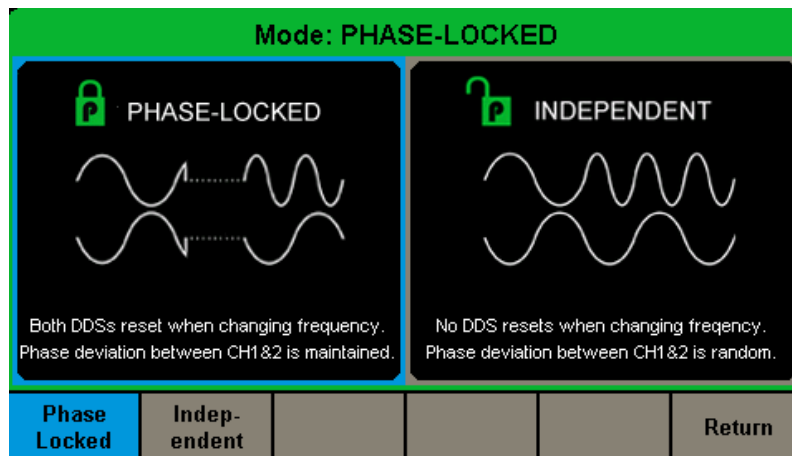 Mode: PHASE-LOCKED
P PHASE-LOCKED
Both DDSs reset when changing frequency.
Phase deviation between CH1&2 is maintained.
P INDEPENDENT
No DDS resets when changing freqency.
Phase deviation between CH1&2 is random.
Phase
Locked
Indep-
endent
Return